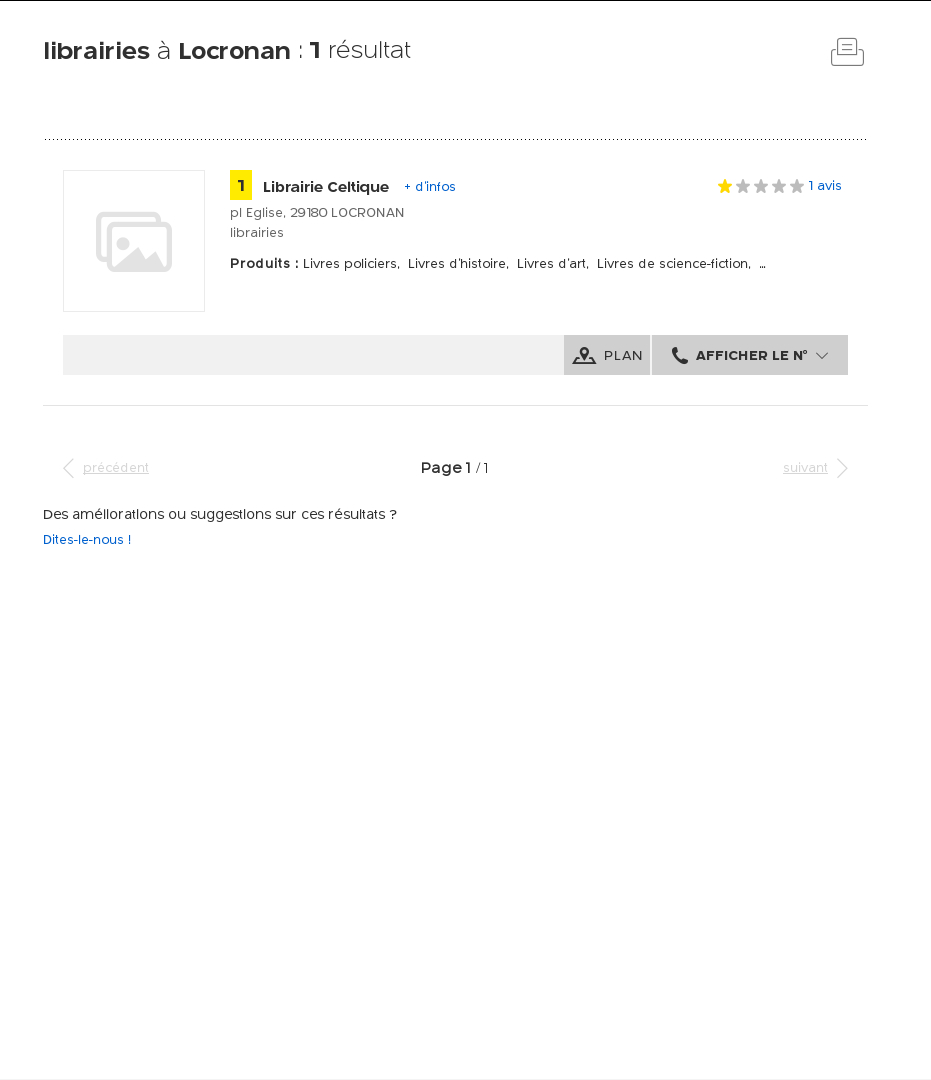 librairies à Locronan : 1 résultat
1 Librairie Celtique + d'infos 1 avis
pl Eglise, 29180 LOCRONAN
librairies
Produits : Livres policiers, Livres d'histoire, Livres d'art, Livres de science-fiction, ...
PLAN AFFICHER LE N°
précédent Page 1 / 1 suivant
Des améliorations ou suggestions sur ces résultats ?
Dites-le-nous !